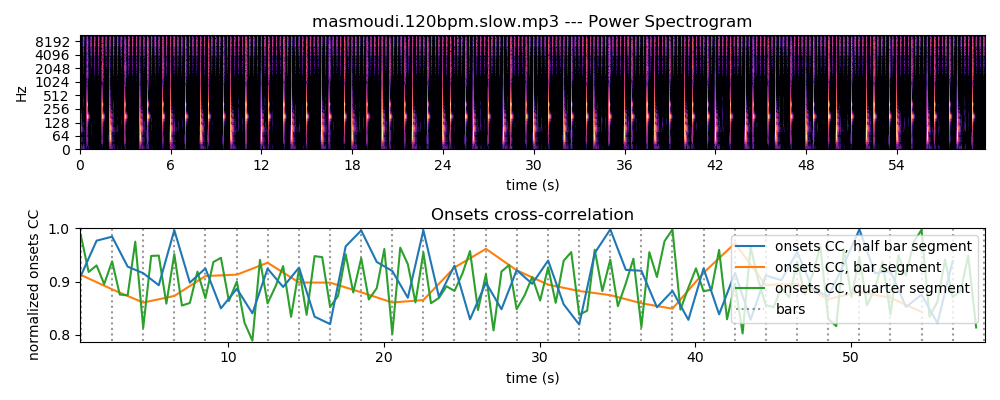 masmoudi.120bpm.slow.mp3 --- Power Spectrogram
Hz
8192
4096
2048
1024
512
256
128
64
0
0 6 12 18 24 30 36 42 48 54
time (s)
Onsets cross-correlation
normalized onsets CC
1.0
0.9
0.8
onsets CC, half bar segment
onsets CC, bar segment
onsets CC, quarter segment
bars
10 20 30 40 50
time (s)